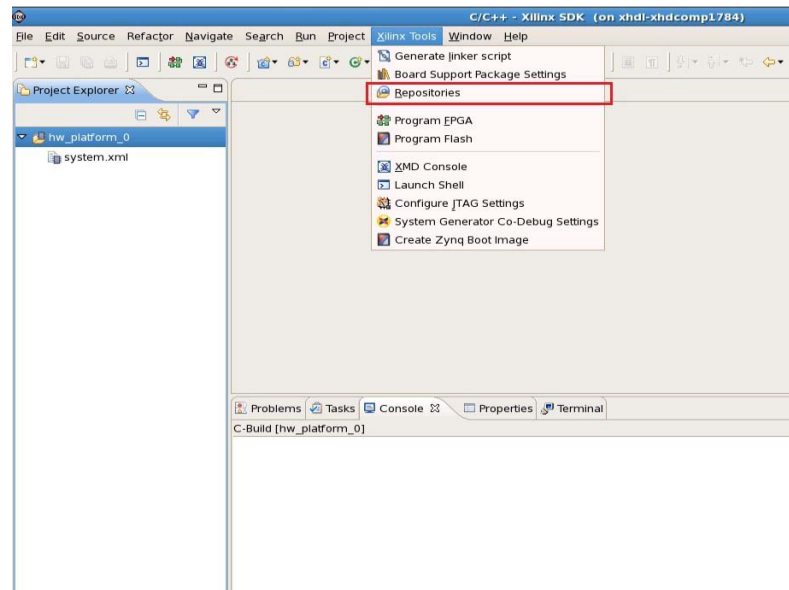 C/C++ - Xilinx SDK (on xhdl-xhdcomp1784)
File Edit Source Refactor Navigate Search Run Project Xilinx Tools Window Help
Generate linker script
Board Support Package Settings
Project Explorer
Repositories
hw_platform_0
Program FPGA
system.xml
Program Flash
XMD Console
Launch Shell
Configure JTAG Settings
System Generator Co-Debug Settings
Create Zynq Boot Image
Problems Tasks Console Properties Terminal
C-Build [hw_platform_0]